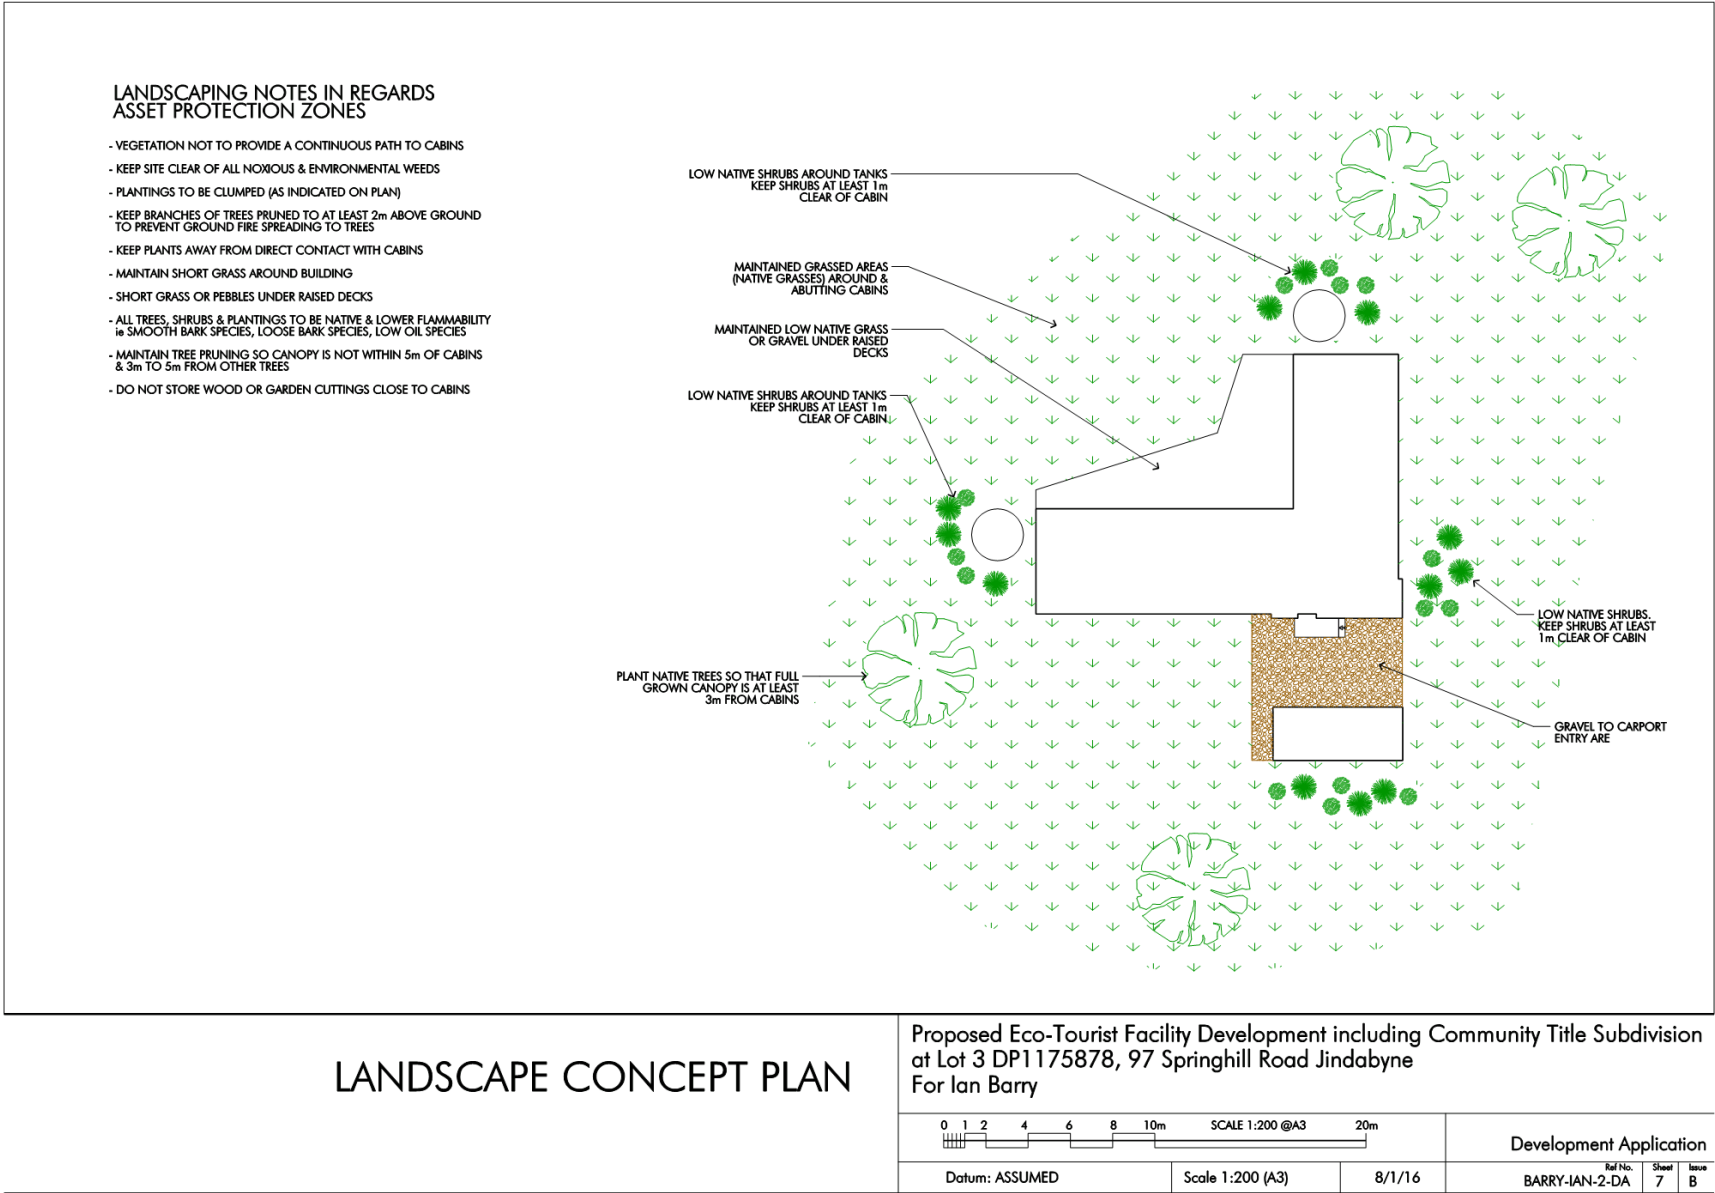 LANDSCAPING NOTES IN REGARDS
ASSET PROTECTION ZONES
- VEGETATION NOT TO PROVIDE A CONTINUOUS PATH TO CABINS
- KEEP SITE CLEAR OF ALL NOXIOUS & ENVIRONMENTAL WEEDS
- PLANTINGS TO BE CLUMPED (AS INDICATED ON PLAN)
- KEEP BRANCHES OF TREES PRUNED TO AT LEAST 2m ABOVE GROUND
TO PREVENT GROUND FIRE SPREADING TO TREES
- KEEP PLANTS AWAY FROM DIRECT CONTACT WITH CABINS
- MAINTAIN SHORT GRASS AROUND BUILDING
- SHORT GRASS OR PEBBLES UNDER RAISED DECKS
- ALL TREES, SHRUBS & PLANTINGS TO BE NATIVE & LOWER FLAMMABILITY
ie SMOOTH BARK SPECIES, LOOSE BARK SPECIES, LOW OIL SPECIES
- MAINTAIN TREE PRUNING SO CANOPY IS NOT WITHIN 5m OF CABINS
& 3m TO 5m FROM OTHER TREES
- DO NOT STORE WOOD OR GARDEN CUTTINGS CLOSE TO CABINS
LOW NATIVE SHRUBS AROUND TANKS
KEEP SHRUBS AT LEAST 1m
CLEAR OF CABIN
MAINTAINED GRASSED AREAS
(NATIVE GRASSES) AROUND &
ABUTTING CABINS
MAINTAINED LOW NATIVE GRASS
OR GRAVEL UNDER RAISED
DECKS
LOW NATIVE SHRUBS AROUND TANKS
KEEP SHRUBS AT LEAST 1m
CLEAR OF CABIN
PLANT NATIVE TREES SO THAT FULL
GROWN CANOPY IS AT LEAST
3m FROM CABINS
LOW NATIVE SHRUBS.
KEEP SHRUBS AT LEAST
1m CLEAR OF CABIN
GRAVEL TO CARPORT
ENTRY ARE
LANDSCAPE CONCEPT PLAN
Proposed Eco-Tourist Facility Development including Community Title Subdivision
at Lot 3 DP1175878, 97 Springhill Road Jindabyne
For Ian Barry
0 1 2 4 6 8 10m SCALE 1:200 @A3 20m
Development Application
Datum: ASSUMED Scale 1:200 (A3) 8/1/16
Ref No. Sheet Issue
BARRY-IAN-2-DA 7 B